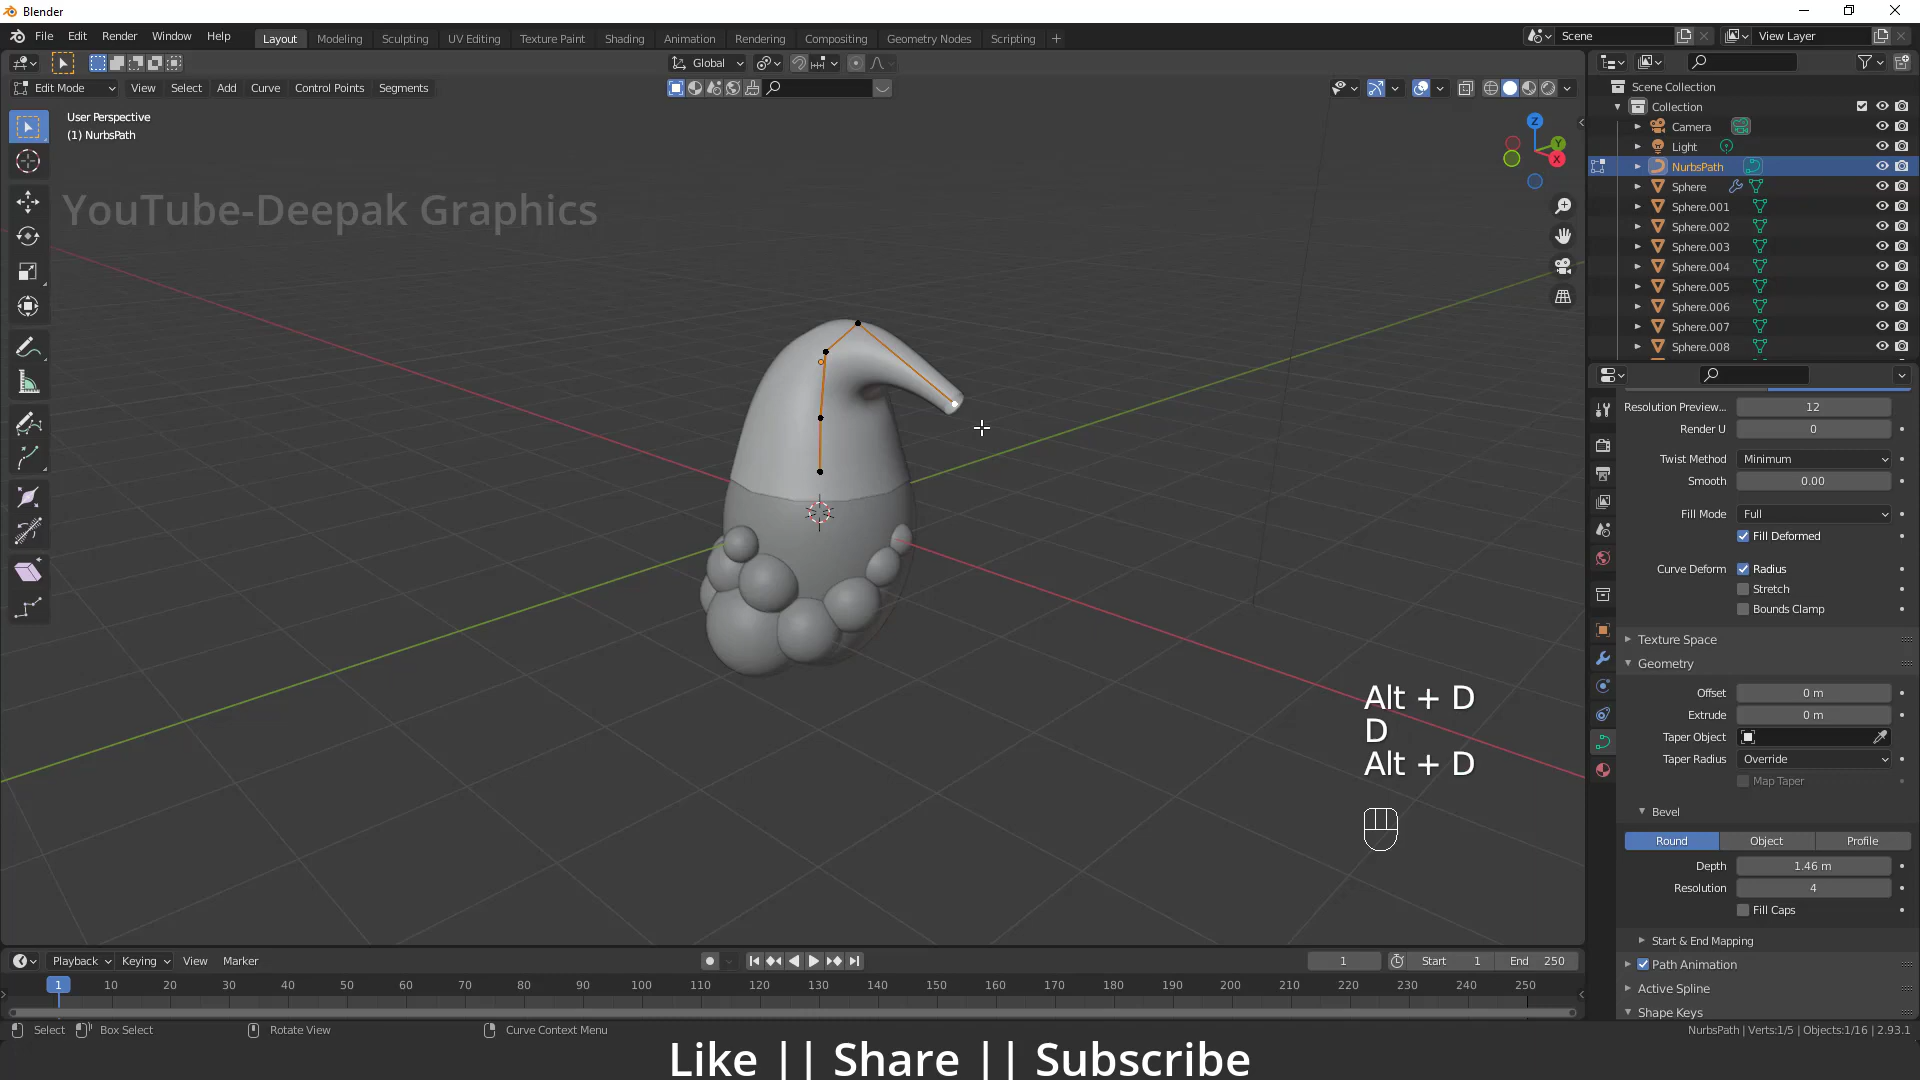 Blender
File Edit Render Window Help
Layout Modeling Sculpting UV Editing Texture Paint Shading Animation Rendering Compositing Geometry Nodes Scripting +
Scene
View Layer
Global
Edit Mode View Select Add Curve Control Points Segments
User Perspective
(1) NurbsPath
YouTube-Deepak Graphics
Z
Y
X
Scene Collection
Collection
Camera
Light
NurbsPath
Sphere
Sphere.001
Sphere.002
Sphere.003
Sphere.004
Sphere.005
Sphere.006
Sphere.007
Sphere.008
Resolution Preview... 12
Render U 0
Twist Method Minimum
Smooth 0.00
Fill Mode Full
Fill Deformed
Curve Deform Radius
Stretch
Bounds Clamp
Texture Space
Geometry
Offset 0 m
Extrude 0 m
Taper Object
Taper Radius Override
Map Taper
Bevel
Round Object Profile
Depth 1.46 m
Resolution 4
Fill Caps
Start & End Mapping
Path Animation
Active Spline
Shape Keys
Alt + D
D
Alt + D
Playback Keying View Marker
1 Start 1 End 250
1 10 20 30 40 50 60 70 80 90 100 110 120 130 140 150 160 170 180 190 200 210 220 230 240 250
Select Box Select Rotate View Curve Context Menu
NurbsPath | Verts:1/5 | Objects:1/16 | 2.93.1
Like || Share || Subscribe